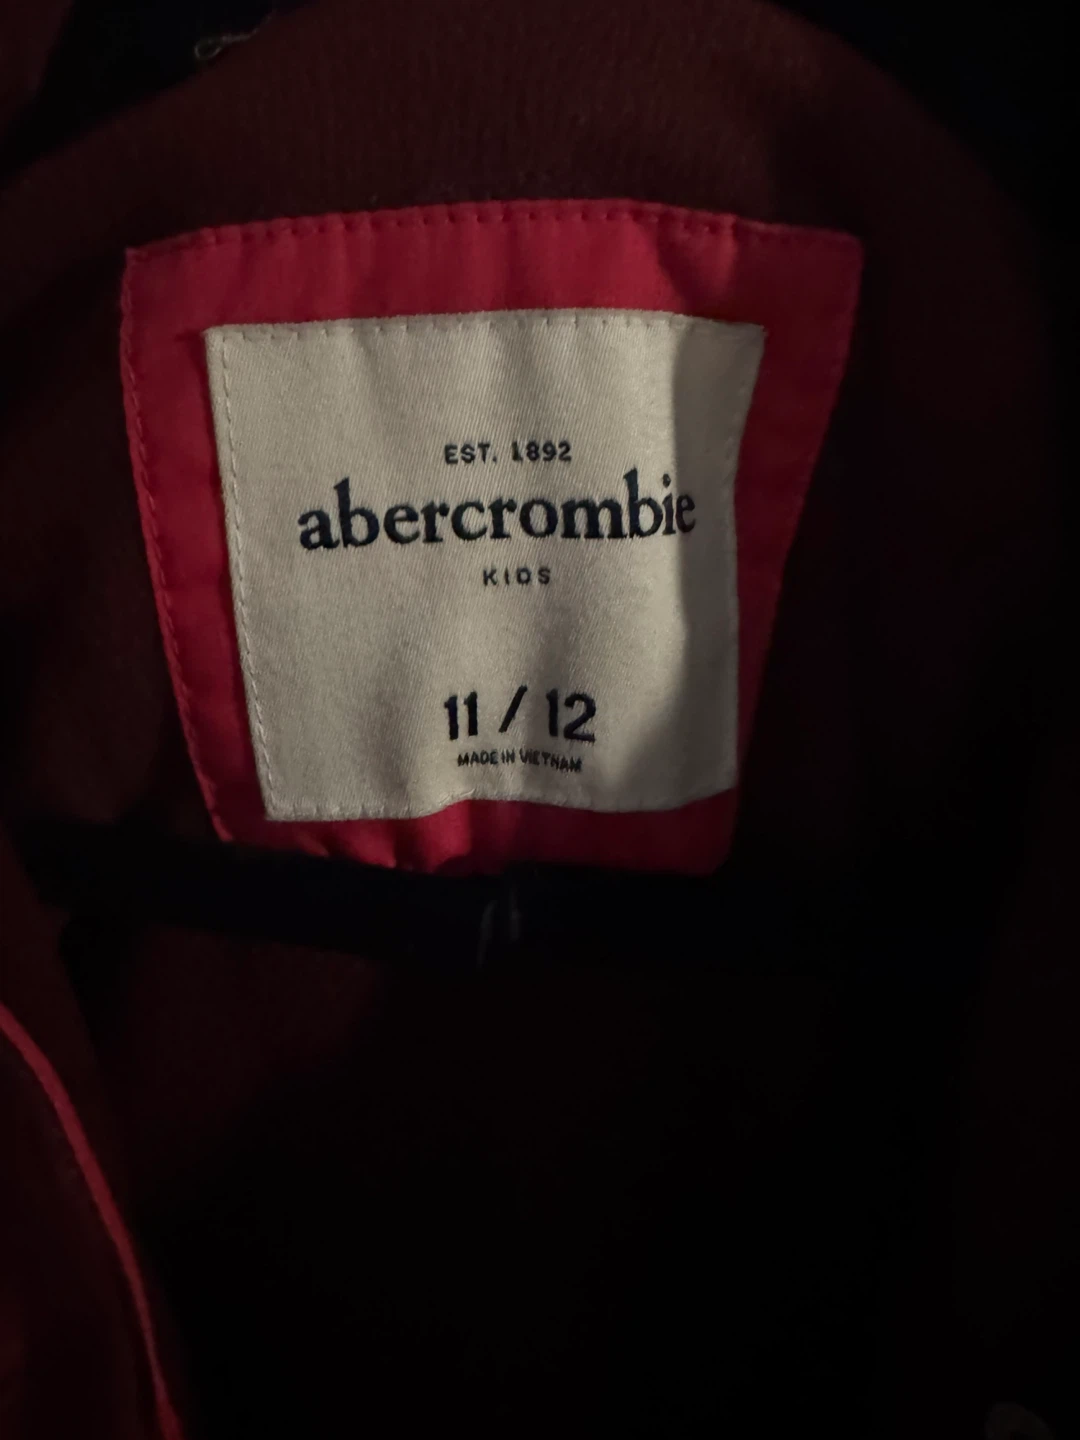 EST. 1892
abercrombie
KIDS
11 / 12
MADE IN VIETNAM